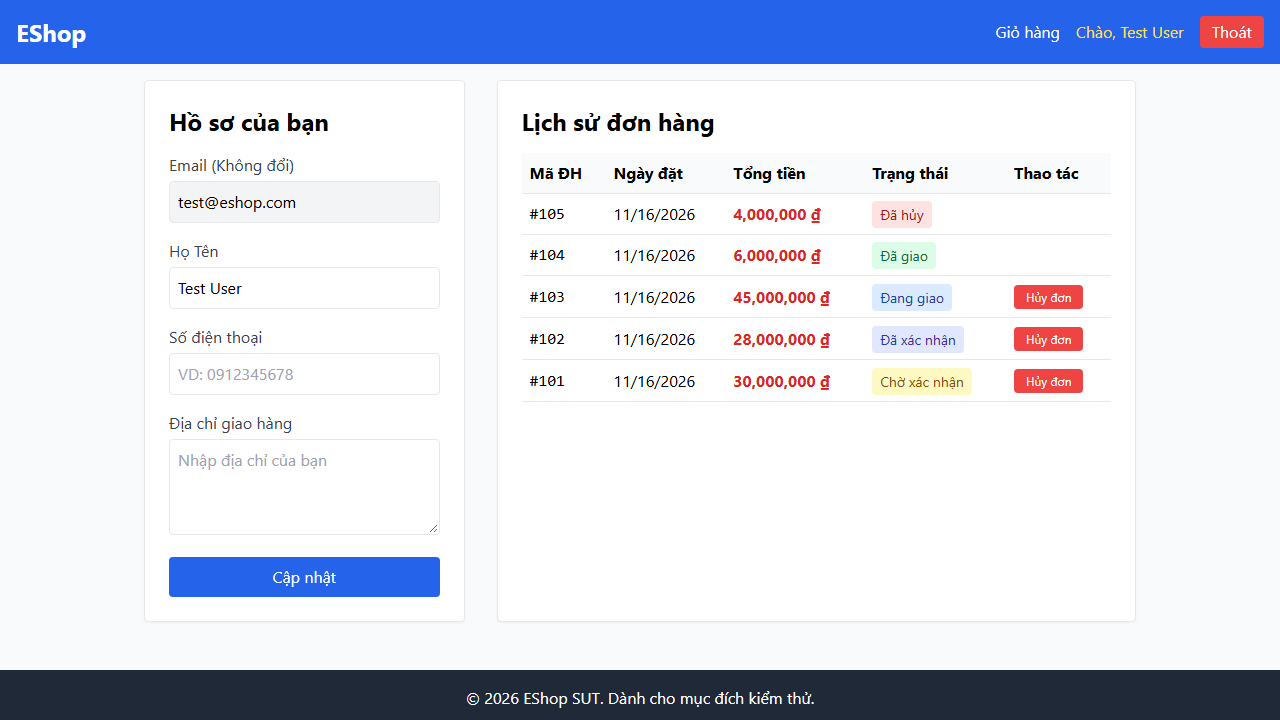 EShop
Giỏ hàng Chào, Test User Thoát
Hồ sơ của bạn
Email (Không đổi)
test@eshop.com
Họ Tên
Test User
Số điện thoại
VD: 0912345678
Địa chỉ giao hàng
Nhập địa chỉ của bạn
Cập nhật
Lịch sử đơn hàng
Mã ĐH Ngày đặt Tổng tiền Trạng thái Thao tác
#105 11/16/2026 4,000,000 ₫ Đã hủy
#104 11/16/2026 6,000,000 ₫ Đã giao
#103 11/16/2026 45,000,000 ₫ Đang giao Hủy đơn
#102 11/16/2026 28,000,000 ₫ Đã xác nhận Hủy đơn
#101 11/16/2026 30,000,000 ₫ Chờ xác nhận Hủy đơn
© 2026 EShop SUT. Dành cho mục đích kiểm thử.